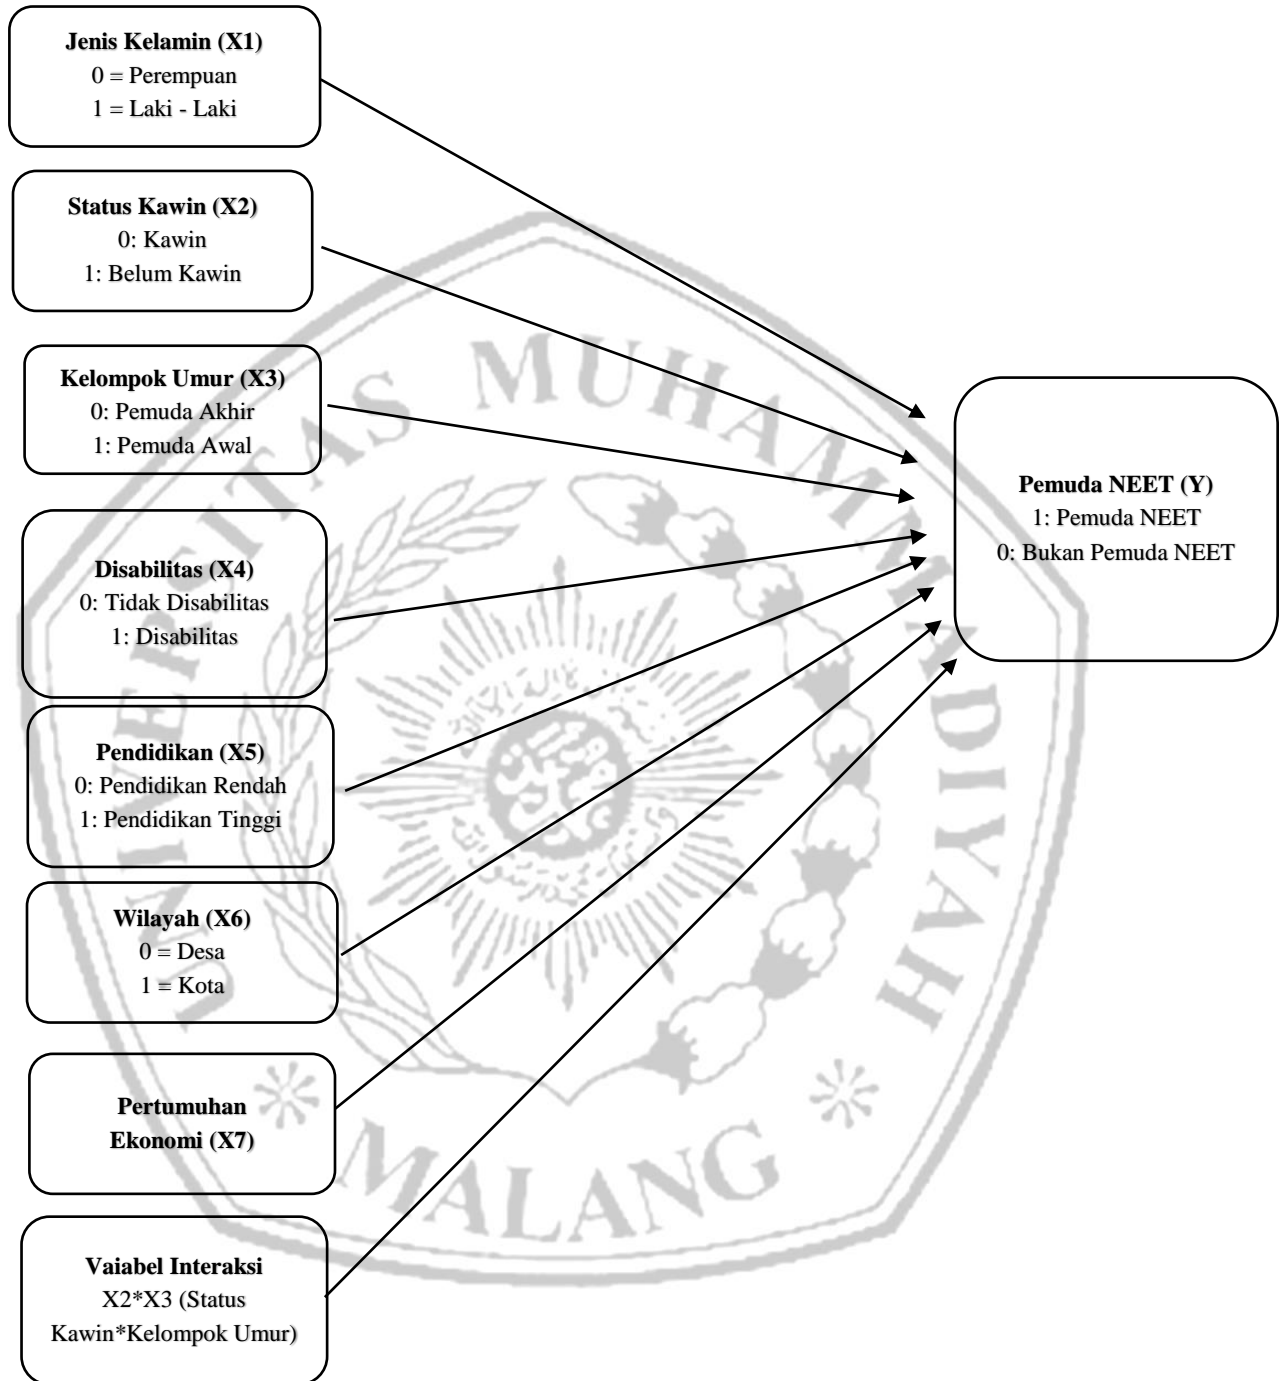 Jenis Kelamin (X1)
0 = Perempuan
1 = Laki - Laki
Status Kawin (X2)
0: Kawin
1: Belum Kawin
Kelompok Umur (X3)
0: Pemuda Akhir
1: Pemuda Awal
Disabilitas (X4)
0: Tidak Disabilitas
1: Disabilitas
Pendidikan (X5)
0: Pendidikan Rendah
1: Pendidikan Tinggi
Wilayah (X6)
0 = Desa
1 = Kota
Pertumuhan
Ekonomi (X7)
Vaiabel Interaksi
X2*X3 (Status
Kawin*Kelompok Umur)
Pemuda NEET (Y)
1: Pemuda NEET
0: Bukan Pemuda NEET
UNIVERSITAS MUHAMMADIYAH
MALANG